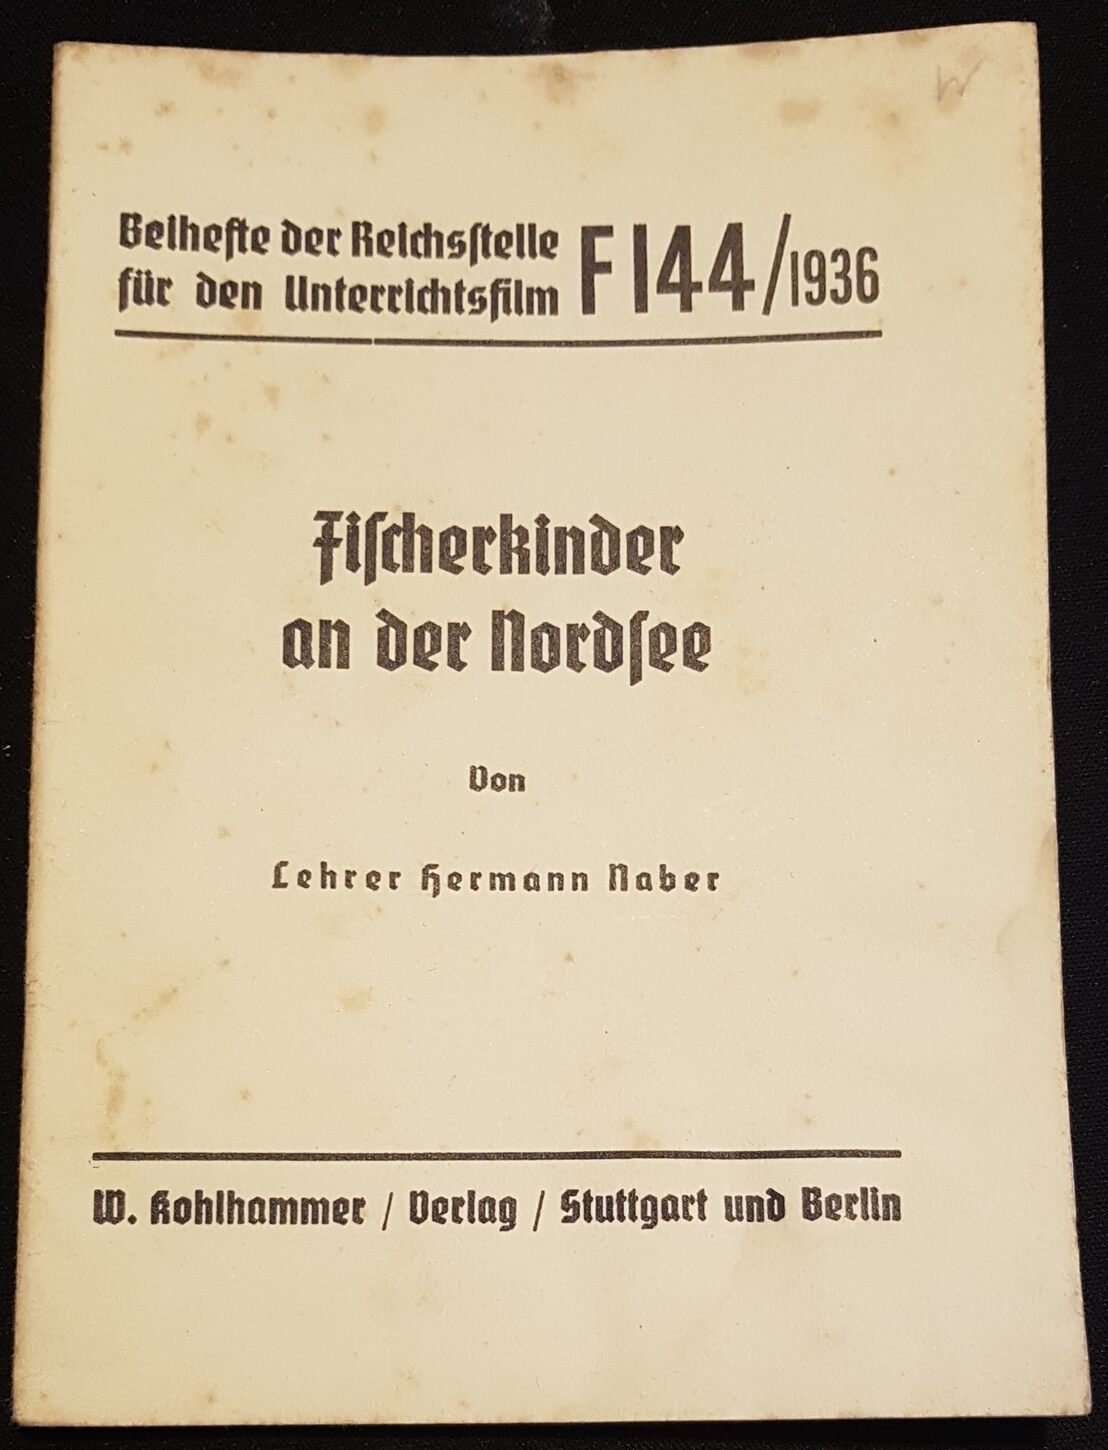 Beihefte der Reichsſtelle
für den Unterrichtsfilm F 144/1936
Fiſcherkinder
an der Nordſee
Von
Lehrer Hermann Naber
W. Kohlhammer / Verlag / Stuttgart und Berlin